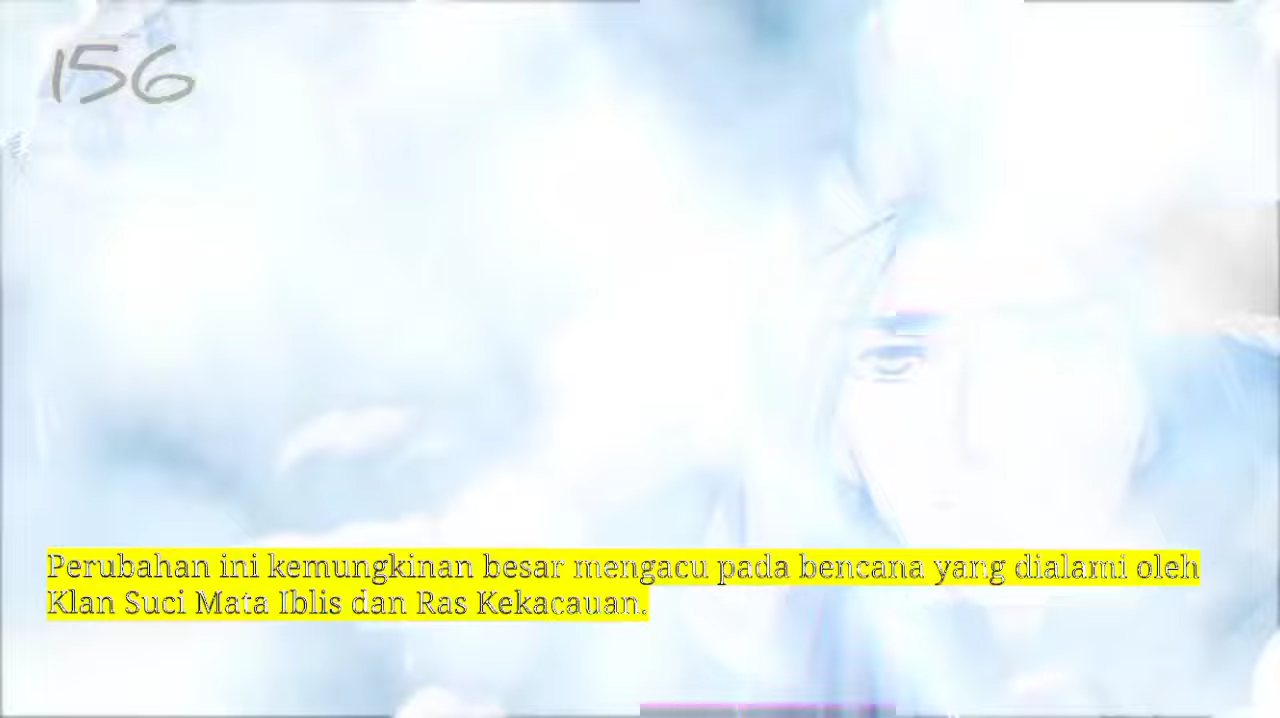 156
Perubahan ini kemungkinan besar mengacu pada bencana yang dialami oleh
Klan Suci Mata Iblis dan Ras Kekacauan.